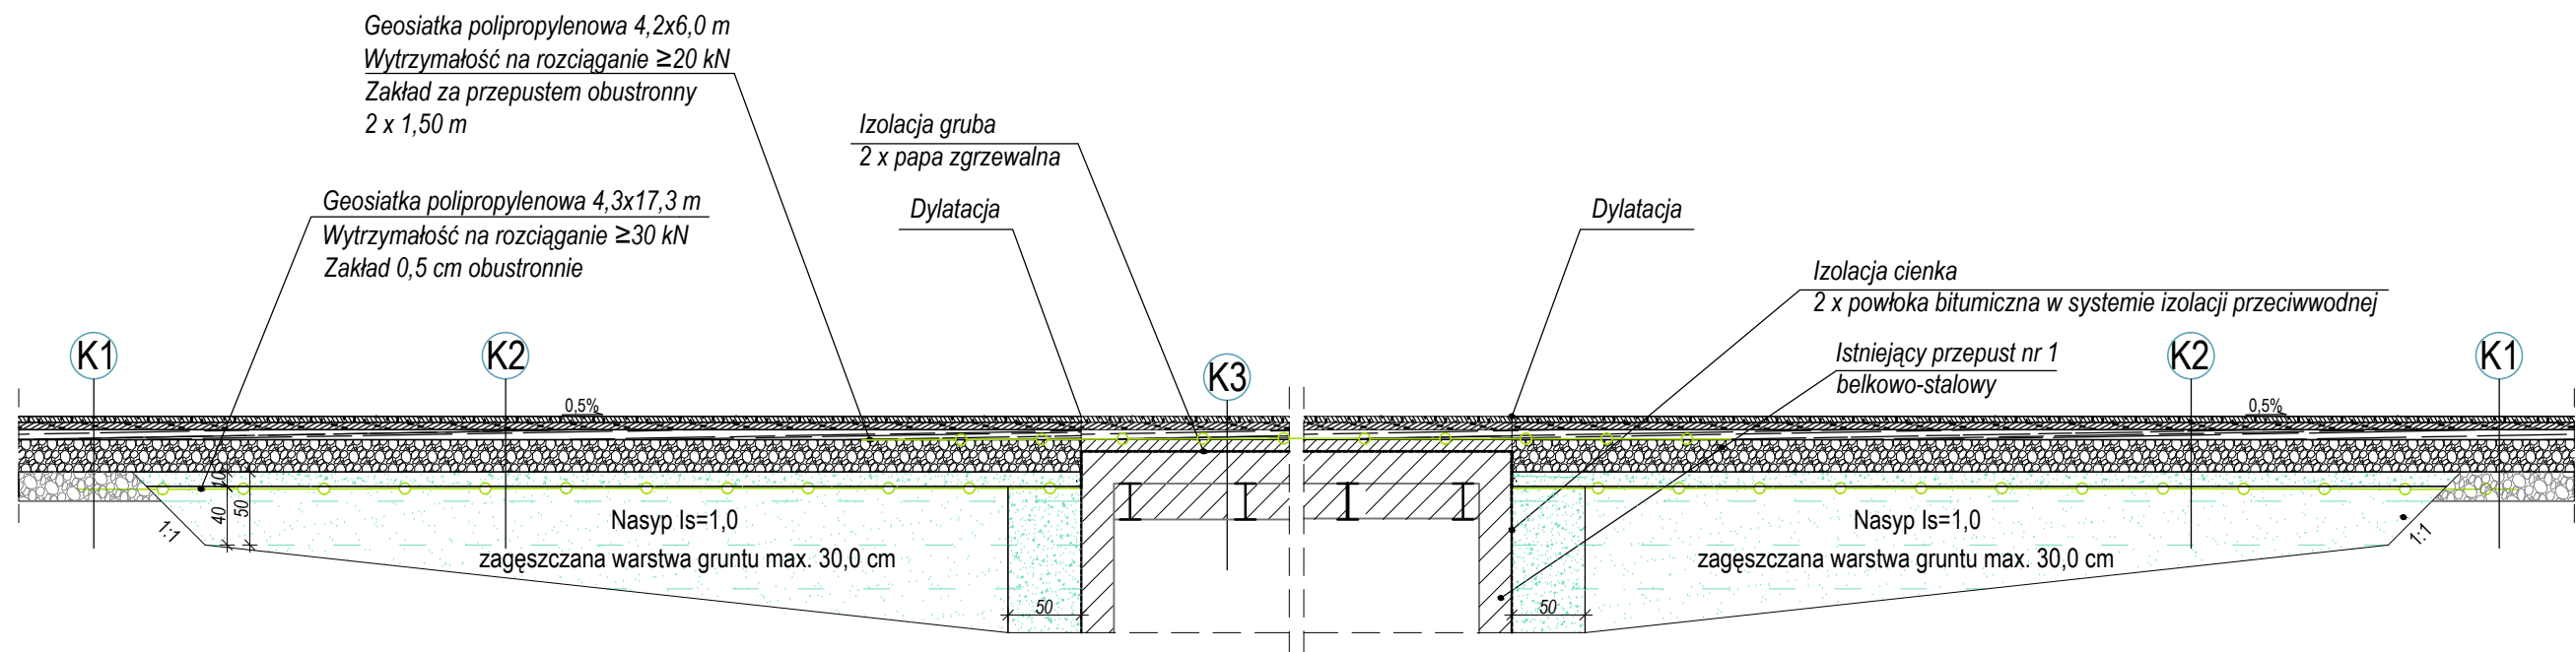 Geosiatka polipropylenowa 4,2x6,0 m
Wytrzymałość na rozciąganie ≥20 kN
Zakład za przepustem obustronny
2 x 1,50 m
Izolacja gruba
2 x papa zgrzewalna
Geosiatka polipropylenowa 4,3x17,3 m
Wytrzymałość na rozciąganie ≥30 kN
Zakład 0,5 cm obustronnie
Dylatacja
Dylatacja
Izolacja cienka
2 x powłoka bitumiczna w systemie izolacji przeciwwodnej
Istniejący przepust nr 1
belkowo-stalowy
K1
K2
K3
K2
K1
0,5%
0,5%
10
40
50
1:1
1:1
Nasyp Is=1,0
zagęszczana warstwa gruntu max. 30,0 cm
Nasyp Is=1,0
zagęszczana warstwa gruntu max. 30,0 cm
50
50